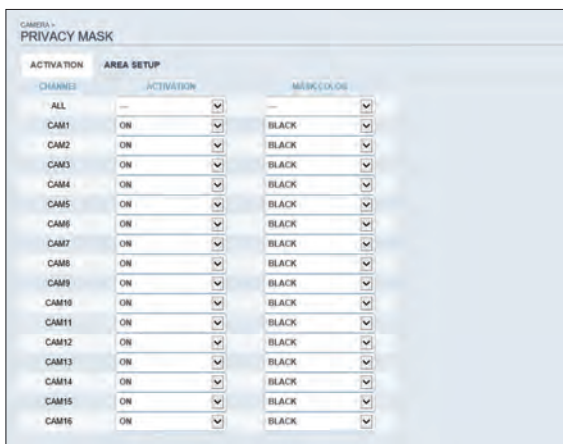 CAMERA >
PRIVACY MASK
ACTIVATION AREA SETUP
CHANNEL ACTIVATION MASK COLOR
ALL --- ---
CAM1 ON BLACK
CAM2 ON BLACK
CAM3 ON BLACK
CAM4 ON BLACK
CAM5 ON BLACK
CAM6 ON BLACK
CAM7 ON BLACK
CAM8 ON BLACK
CAM9 ON BLACK
CAM10 ON BLACK
CAM11 ON BLACK
CAM12 ON BLACK
CAM13 ON BLACK
CAM14 ON BLACK
CAM15 ON BLACK
CAM16 ON BLACK